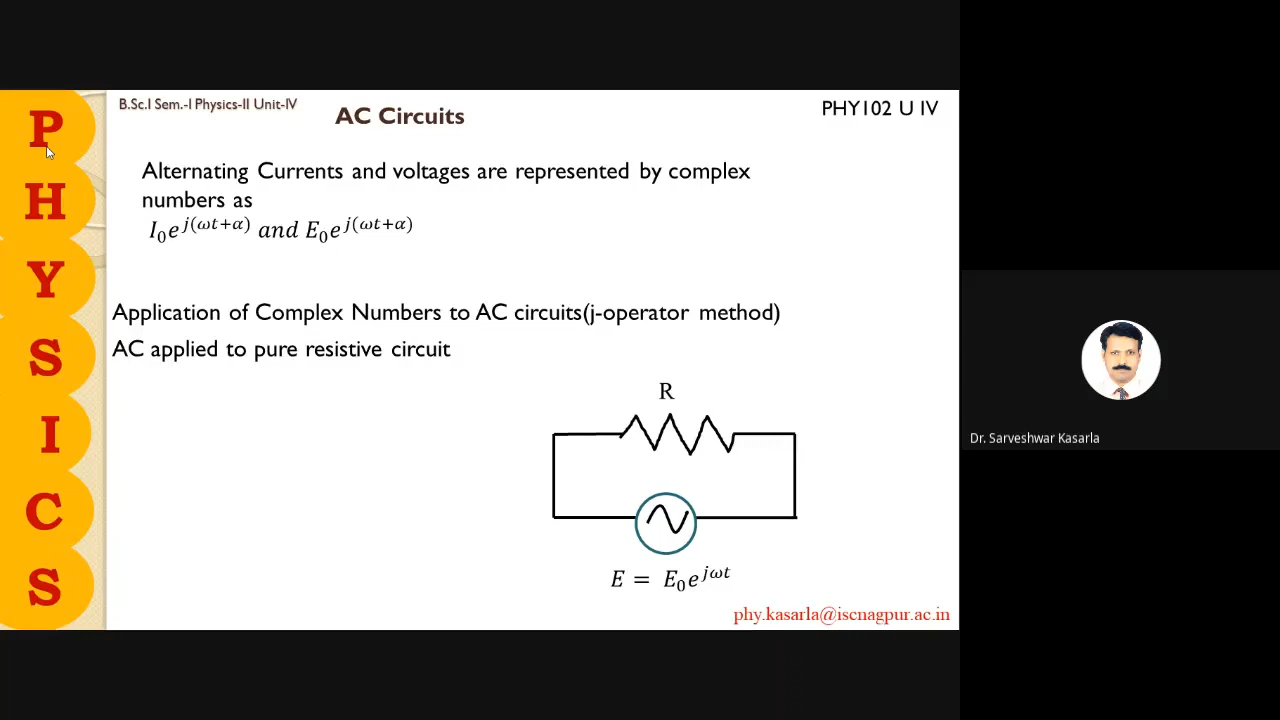 P
H
Y
S
I
C
S
B.Sc.I Sem.-I Physics-II Unit-IV
AC Circuits
PHY102 U IV
Alternating Currents and voltages are represented by complex
numbers as
I₀e^{j(ωt+α)} and E₀e^{j(ωt+α)}
Application of Complex Numbers to AC circuits(j-operator method)
AC applied to pure resistive circuit
R
E = E₀e^{jωt}
phy.kasarla@iscnagpur.ac.in
Dr. Sarveshwar Kasarla